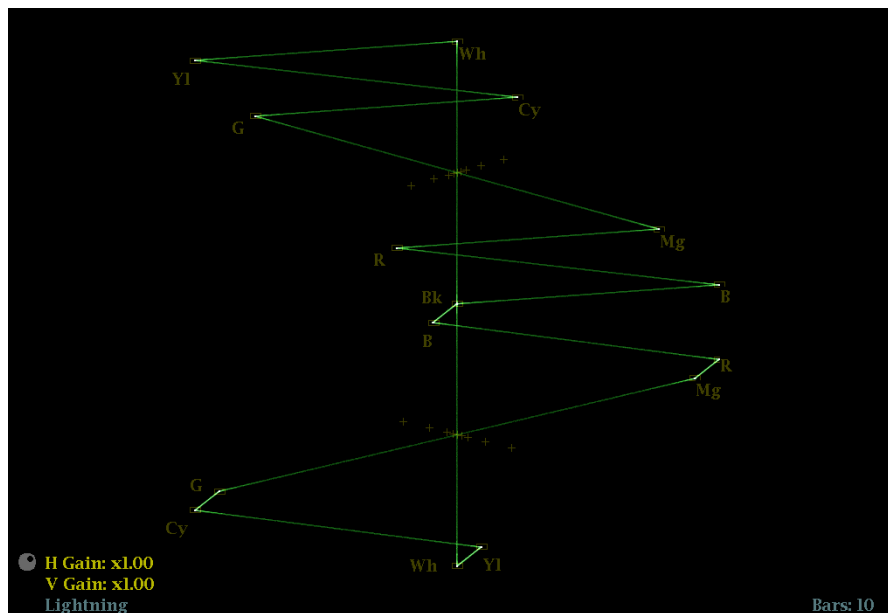 Wh
Yl
Cy
G
Mg
R
Bk
B
B
R
Mg
G
Cy
Wh
Yl
H Gain: x1.00
V Gain: x1.00
Lightning
Bars: 10